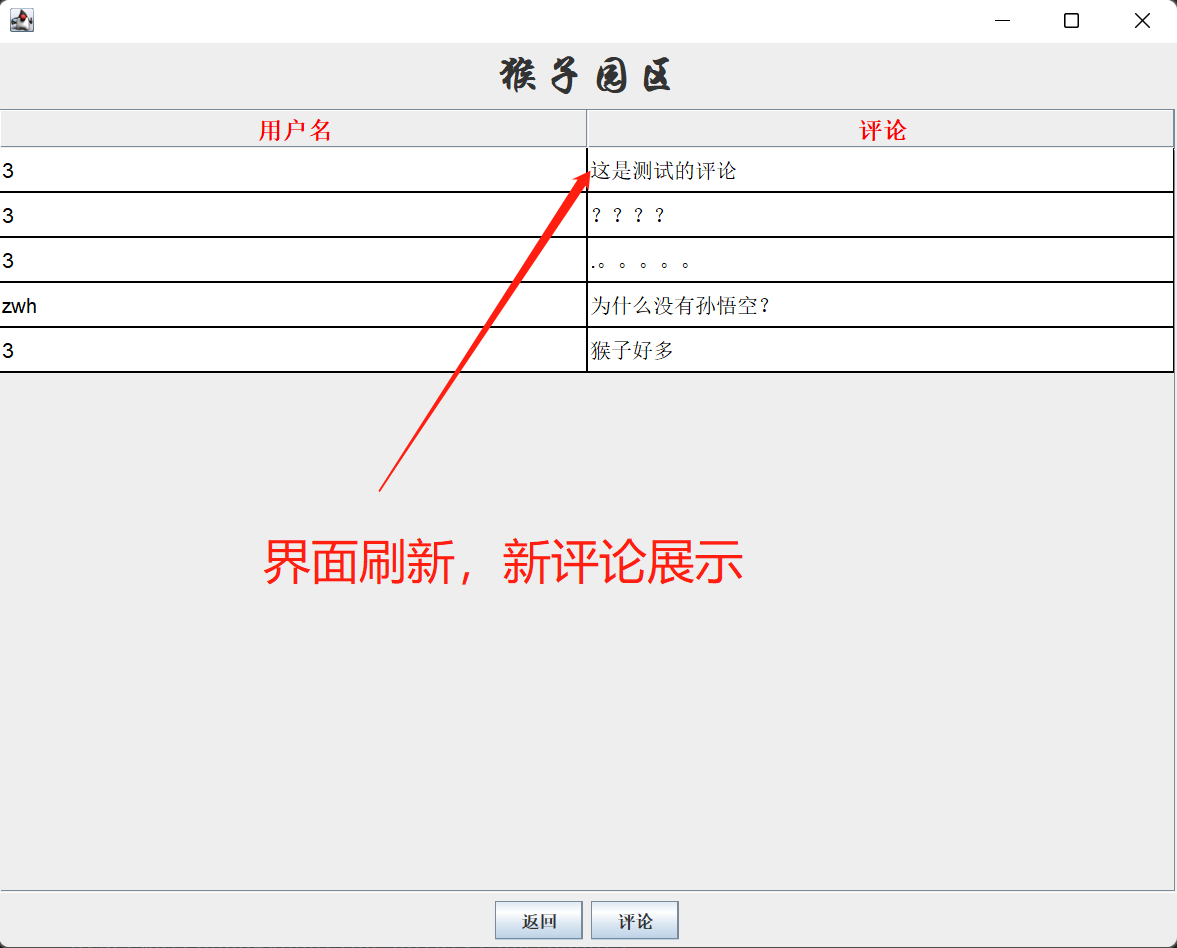 猴子园区
用户名 评论
3 这是测试的评论
3 ？？？？
3 .。。。。。
zwh 为什么没有孙悟空?
3 猴子好多
界面刷新，新评论展示
返回 评论